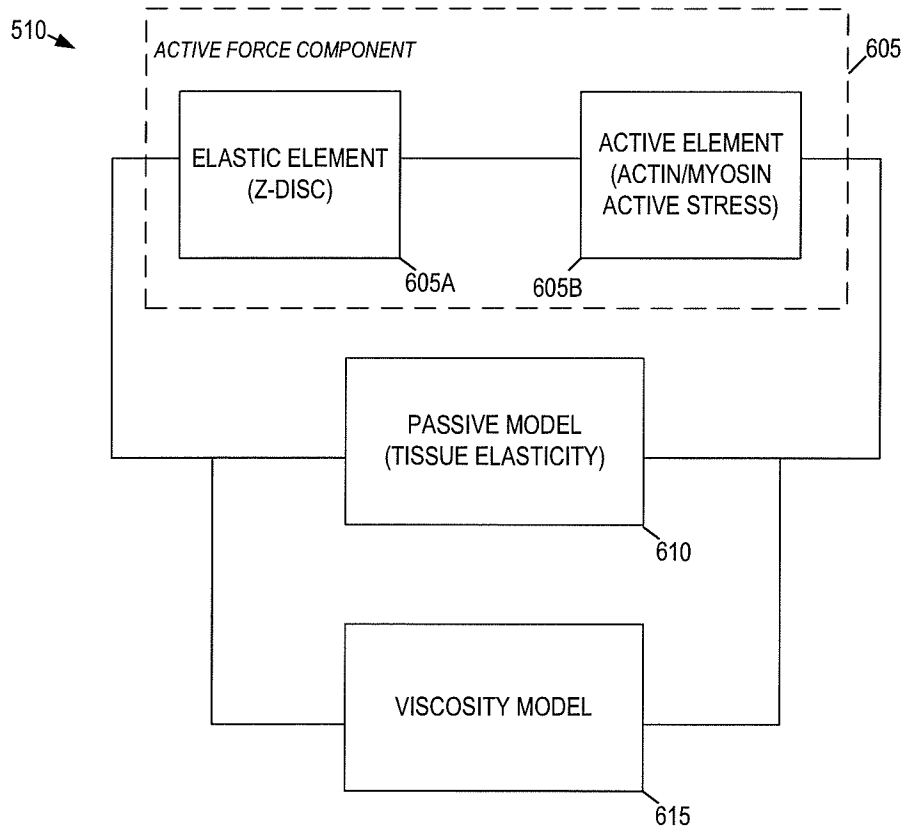 510
605
ACTIVE FORCE COMPONENT
ELASTIC ELEMENT
(Z-DISC)
ACTIVE ELEMENT
(ACTIN/MYOSIN
ACTIVE STRESS)
605A
605B
PASSIVE MODEL
(TISSUE ELASTICITY)
610
VISCOSITY MODEL
615